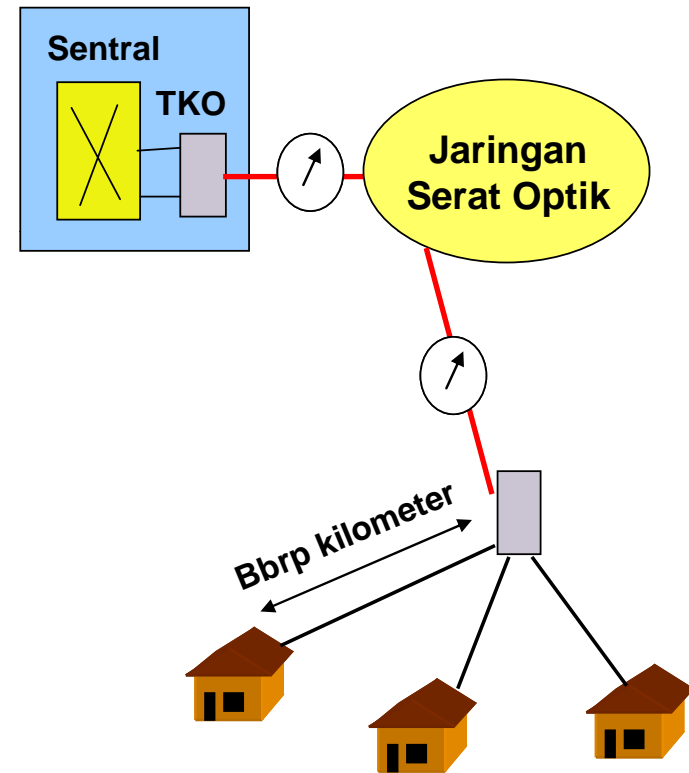 Sentral
TKO
Jaringan
Serat Optik
Bbrp kilometer